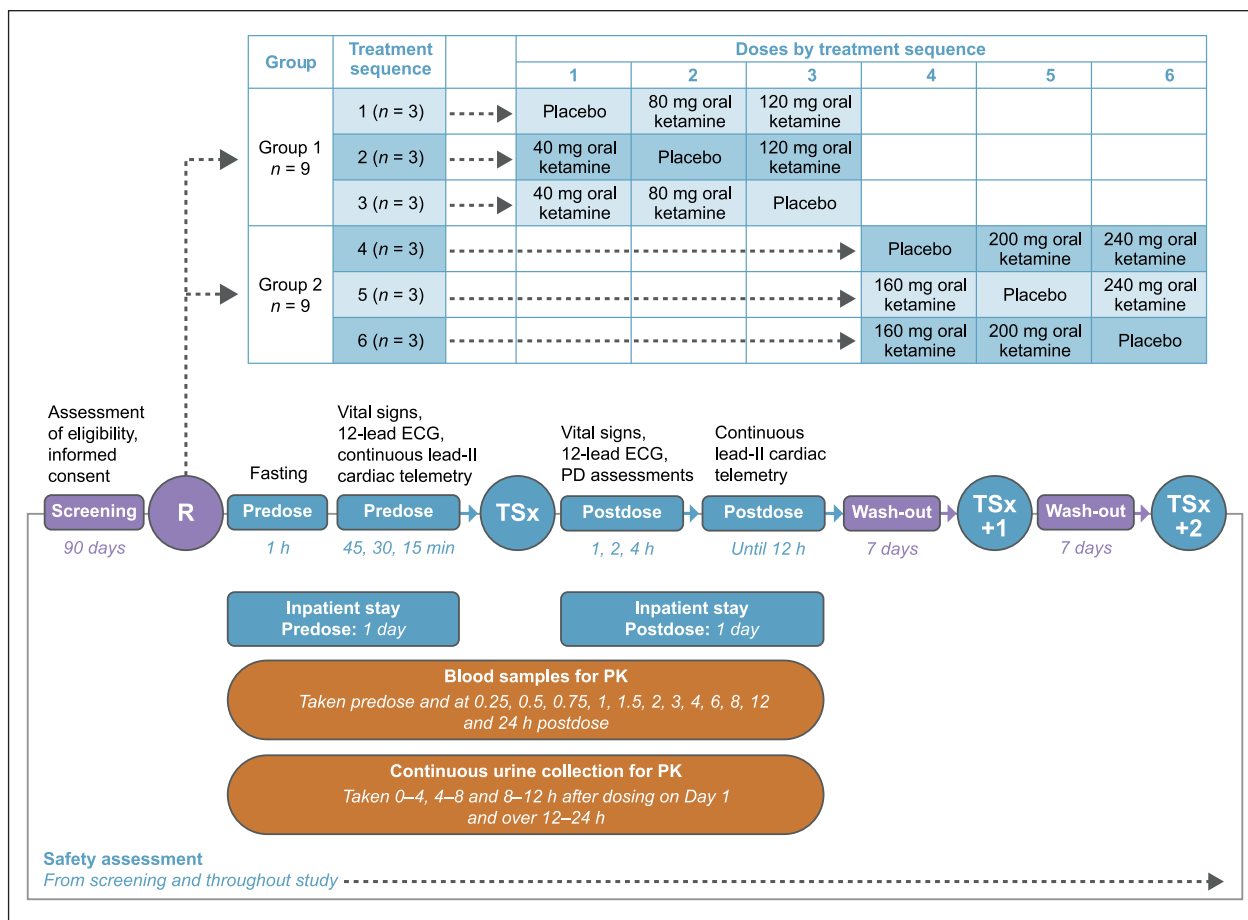 Group
Treatment
sequence
Doses by treatment sequence
1 2 3 4 5 6
Group 1
n = 9
1 (n = 3)
Placebo
80 mg oral
ketamine
120 mg oral
ketamine
2 (n = 3)
40 mg oral
ketamine
Placebo
120 mg oral
ketamine
3 (n = 3)
40 mg oral
ketamine
80 mg oral
ketamine
Placebo
Group 2
n = 9
4 (n = 3)
Placebo
200 mg oral
ketamine
240 mg oral
ketamine
5 (n = 3)
160 mg oral
ketamine
Placebo
240 mg oral
ketamine
6 (n = 3)
160 mg oral
ketamine
200 mg oral
ketamine
Placebo
Assessment
of eligibility,
informed
consent
Screening
90 days
R
Fasting
Predose
1 h
Vital signs,
12-lead ECG,
continuous lead-II
cardiac telemetry
Predose
45, 30, 15 min
TSx
Vital signs,
12-lead ECG,
PD assessments
Postdose
1, 2, 4 h
Continuous
lead-II cardiac
telemetry
Postdose
Until 12 h
Wash-out
7 days
TSx
+1
Wash-out
7 days
TSx
+2
Inpatient stay
Predose: 1 day
Inpatient stay
Postdose: 1 day
Blood samples for PK
Taken predose and at 0.25, 0.5, 0.75, 1, 1.5, 2, 3, 4, 6, 8, 12
and 24 h postdose
Continuous urine collection for PK
Taken 0–4, 4–8 and 8–12 h after dosing on Day 1
and over 12–24 h
Safety assessment
From screening and throughout study